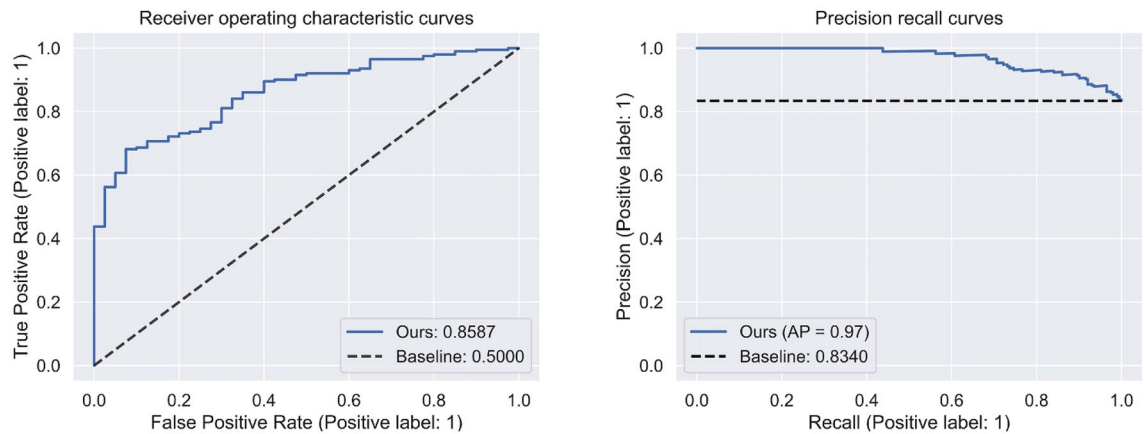 Receiver operating characteristic curves
True Positive Rate (Positive label: 1)
1.0
0.8
0.6
0.4
0.2
0.0
Ours: 0.8587
Baseline: 0.5000
0.0 0.2 0.4 0.6 0.8 1.0
False Positive Rate (Positive label: 1)
Precision recall curves
Precision (Positive label: 1)
1.0
0.8
0.6
0.4
0.2
0.0
Ours (AP = 0.97)
Baseline: 0.8340
0.0 0.2 0.4 0.6 0.8 1.0
Recall (Positive label: 1)